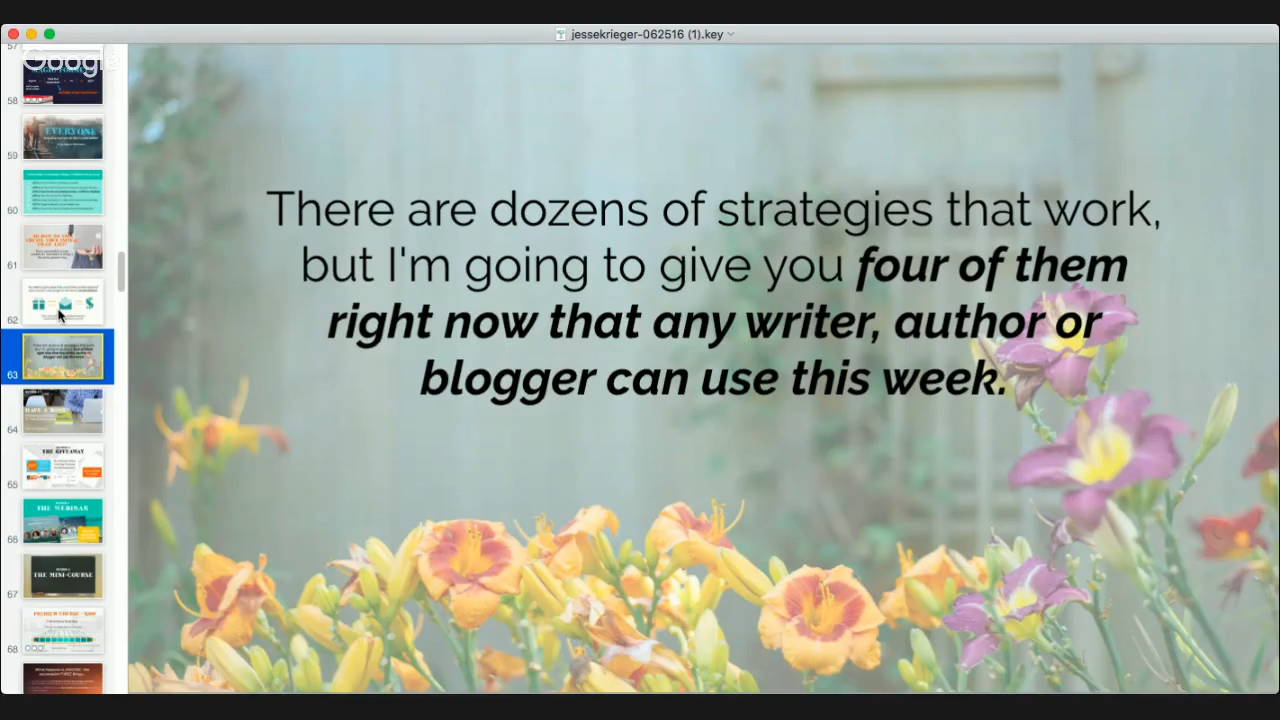 jessekrieger-062516 (1).key
Google
57
58
EVERYONE
59
60
61
62
63
64
THE GIVEAWAY
65
THE WEBINAR
66
THE MINI-COURSE
67
68
There are dozens of strategies that work,
but I'm going to give you four of them
right now that any writer, author or
blogger can use this week.